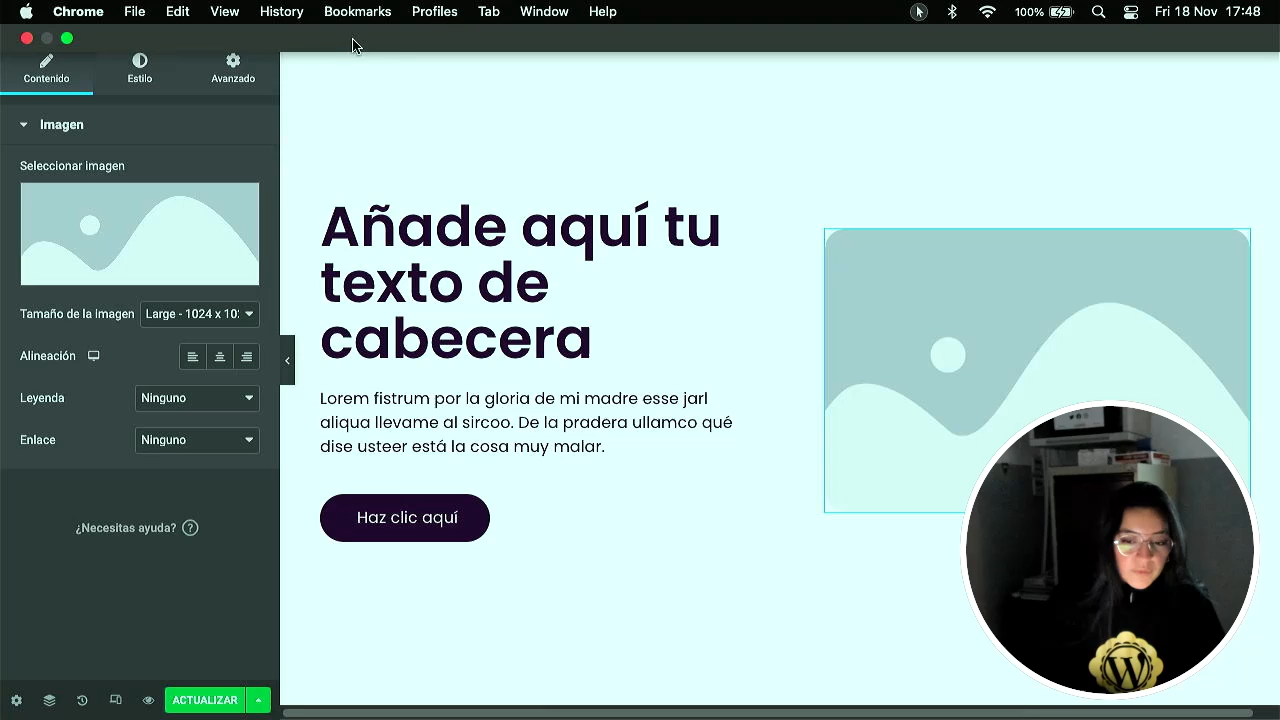 Chrome File Edit View History Bookmarks Profiles Tab Window Help 100% Fri 18 Nov 17:48
Contenido Estilo Avanzado
Imagen
Seleccionar imagen
Tamaño de la imagen Large - 1024 x 10
Alineación
Leyenda Ninguno
Enlace Ninguno
¿Necesitas ayuda? ?
ACTUALIZAR
Añade aquí tu
texto de
cabecera
Lorem fistrum por la gloria de mi madre esse jarl
aliqua llevame al sircoo. De la pradera ullamco qué
dise usteer está la cosa muy malar.
Haz clic aquí
W